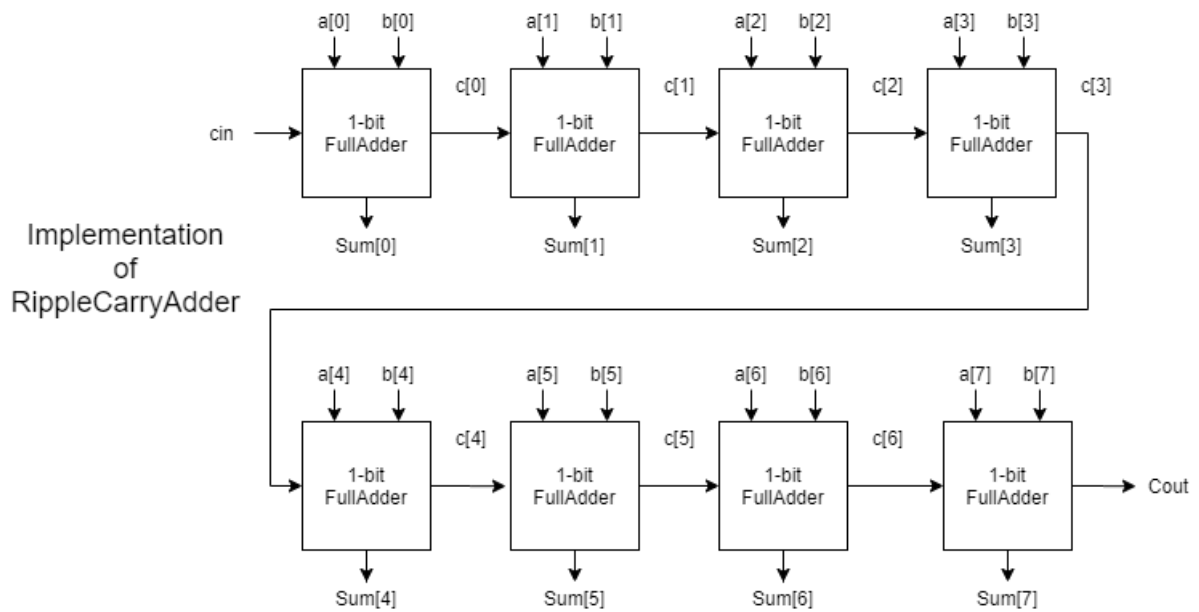 a[0] b[0] a[1] b[1] a[2] b[2] a[3] b[3]
c[0] c[1] c[2] c[3]
cin
1-bit
FullAdder
1-bit
FullAdder
1-bit
FullAdder
1-bit
FullAdder
Sum[0] Sum[1] Sum[2] Sum[3]
Implementation
of
RippleCarryAdder
a[4] b[4] a[5] b[5] a[6] b[6] a[7] b[7]
c[4] c[5] c[6]
1-bit
FullAdder
1-bit
FullAdder
1-bit
FullAdder
1-bit
FullAdder
Cout
Sum[4] Sum[5] Sum[6] Sum[7]